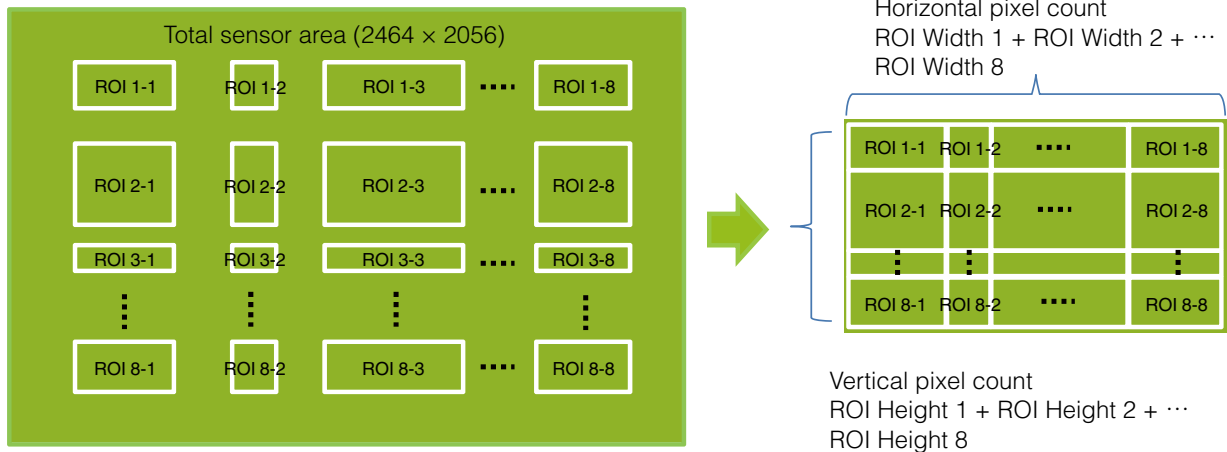 Total sensor area (2464 × 2056)
ROI 1-1 ROI 1-2 ROI 1-3 ROI 1-8
ROI 2-1 ROI 2-2 ROI 2-3 ROI 2-8
ROI 3-1 ROI 3-2 ROI 3-3 ROI 3-8
ROI 8-1 ROI 8-2 ROI 8-3 ROI 8-8
Horizontal pixel count
ROI Width 1 + ROI Width 2 + ⋯
ROI Width 8
ROI 1-1 ROI 1-2 ROI 1-8
ROI 2-1 ROI 2-2 ROI 2-8
ROI 8-1 ROI 8-2 ROI 8-8
Vertical pixel count
ROI Height 1 + ROI Height 2 + ⋯
ROI Height 8